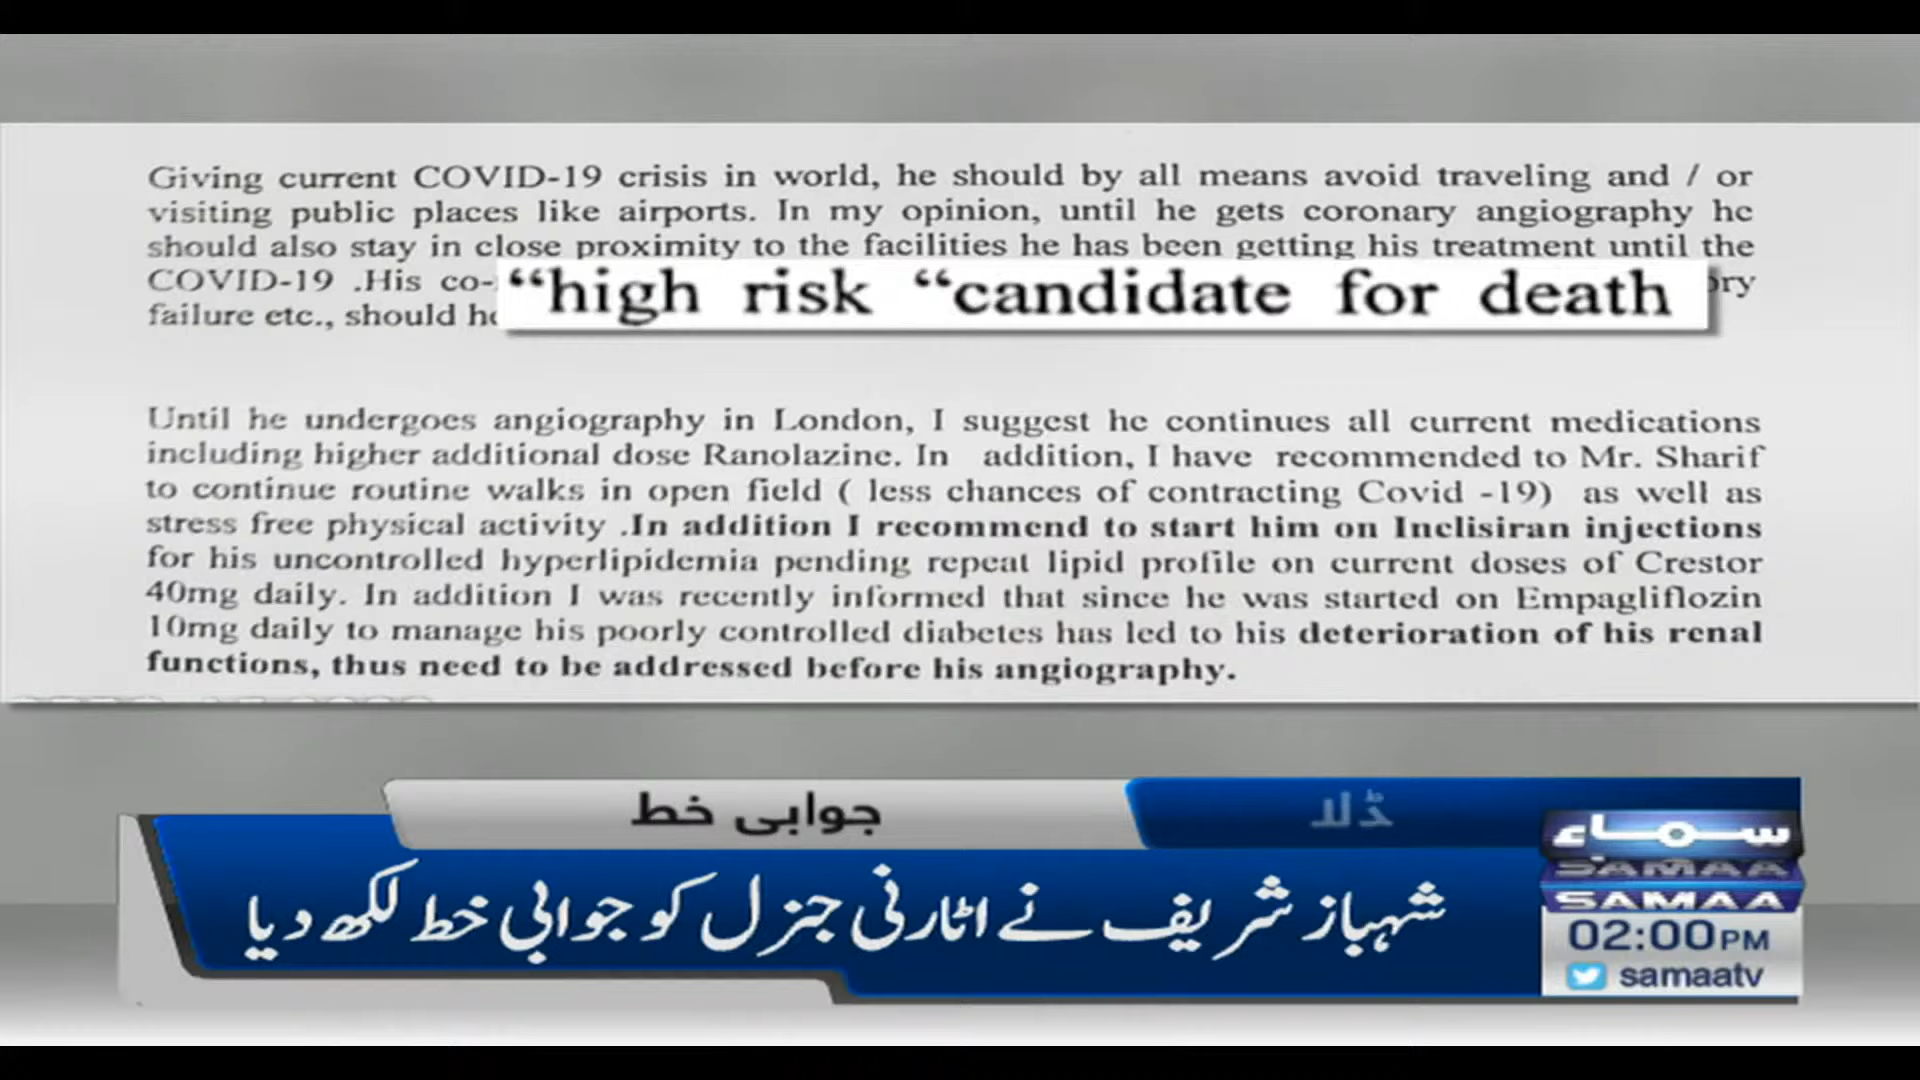 Giving current COVID-19 crisis in world, he should by all means avoid traveling and / or
visiting public places like airports. In my opinion, until he gets coronary angiography he
should also stay in close proximity to the facilities he has been getting his treatment until the
COVID-19 .His co-
“high risk “candidate for death
failure etc., should
Until he undergoes angiography in London, I suggest he continues all current medications
including higher additional dose Ranolazine. In addition, I have recommended to Mr. Sharif
to continue routine walks in open field ( less chances of contracting Covid -19) as well as
stress free physical activity .In addition I recommend to start him on Inclisiran injections
for his uncontrolled hyperlipidemia pending repeat lipid profile on current doses of Crestor
40mg daily. In addition I was recently informed that since he was started on Empagliflozin
10mg daily to manage his poorly controlled diabetes has led to his deterioration of his renal
functions, thus need to be addressed before his angiography.
جوابی خط
شہباز شریف نے اٹارنی جنرل کو جوابی خط لکھ دیا
سماء
SAMAA
SAMAA
02:00PM
samaatv